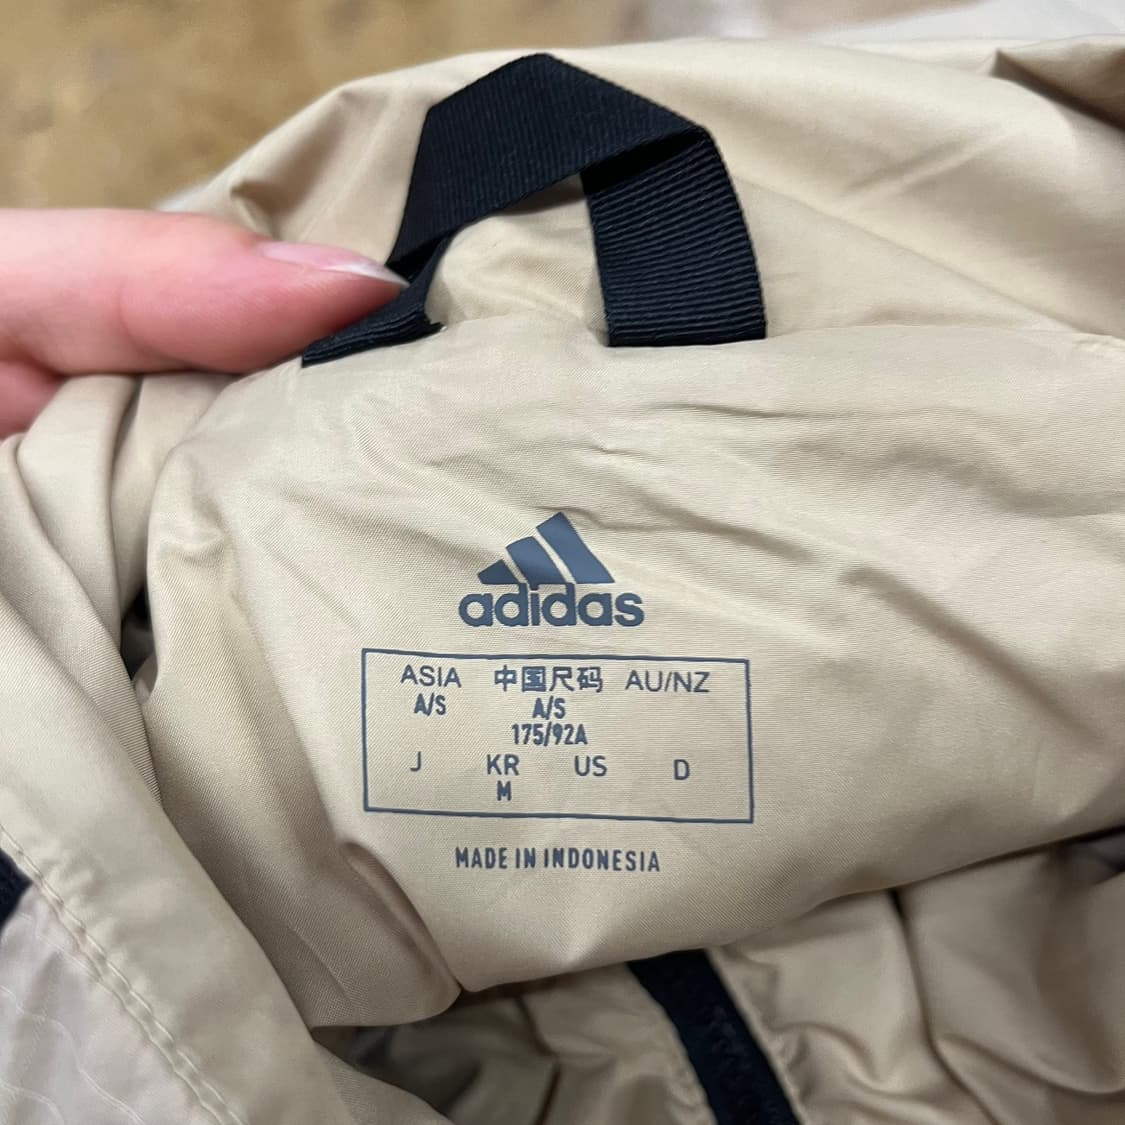 adidas
ASIA 中国尺码 AU/NZ
A/S A/S
175/92A
J KR US D
M
MADE IN INDONESIA